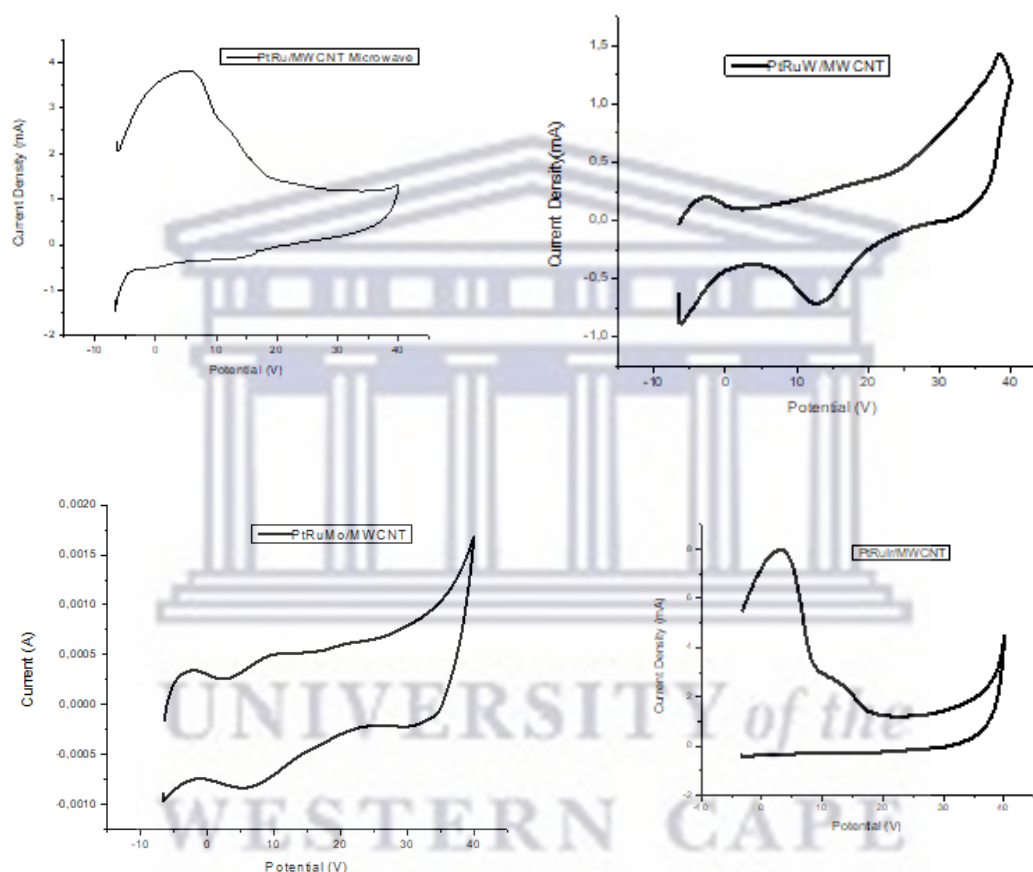 PtRu/MWCNT Microwave
4
3
2
1
0
-1
-2
Current Density (mA)
-10 0 10 20 30 40
Potential (V)
PtRuW/MWCNT
1,5
1,0
0,5
0,0
-0,5
-1,0
Current Density(mA)
-10 0 10 20 30 40
Potential (V)
PtRuMo/MWCNT
0,0020
0,0015
0,0010
0,0005
0,0000
-0,0005
-0,0010
Current (A)
-10 0 10 20 30 40
Potential (V)
PtRuIr/MWCNT
8
6
4
2
0
-2
Current Density (mA)
-10 0 10 20 30 40
Potential (V)
UNIVERSITY of the
WESTERN CAPE